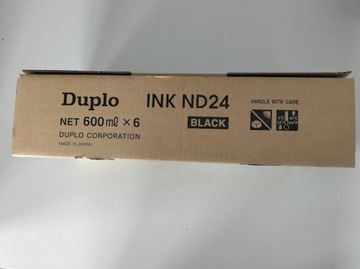 Duplo INK ND24 HANDLE WITH CARE
NET 600ml × 6 BLACK
DUPLO CORPORATION
MADE IN JAPAN